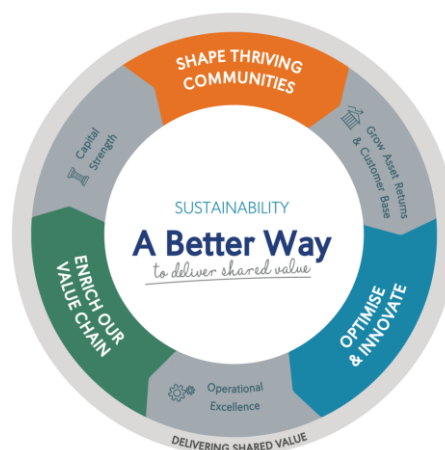 SHAPE THRIVING
COMMUNITIES
Grow Asset Returns
& Customer Base
OPTIMISE
& INNOVATE
Operational
Excellence
ENRICH OUR
VALUE CHAIN
Capital
Strength
SUSTAINABILITY
A Better Way
to deliver shared value
DELIVERING SHARED VALUE